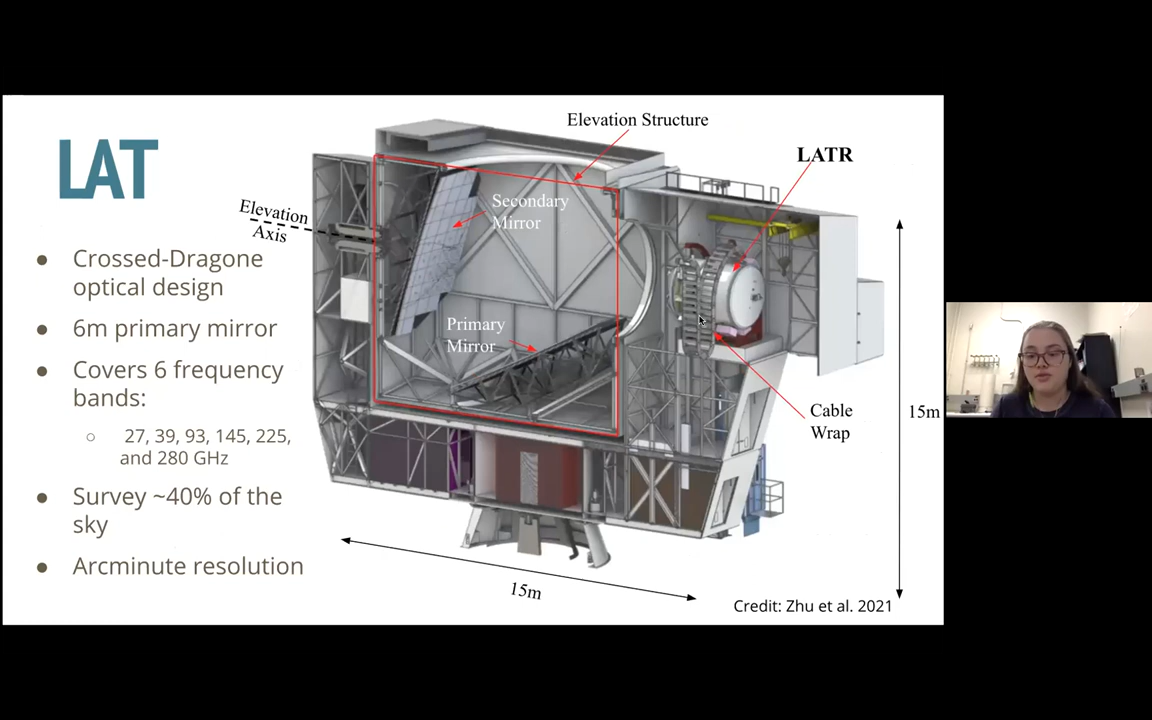 LAT
Crossed-Dragone
optical design
6m primary mirror
Covers 6 frequency
bands:
27, 39, 93, 145, 225,
and 280 GHz
Survey ~40% of the
sky
Arcminute resolution
Elevation Structure
LATR
Secondary
Mirror
Elevation
Axis
Primary
Mirror
Cable
Wrap
15m
15m
Credit: Zhu et al. 2021